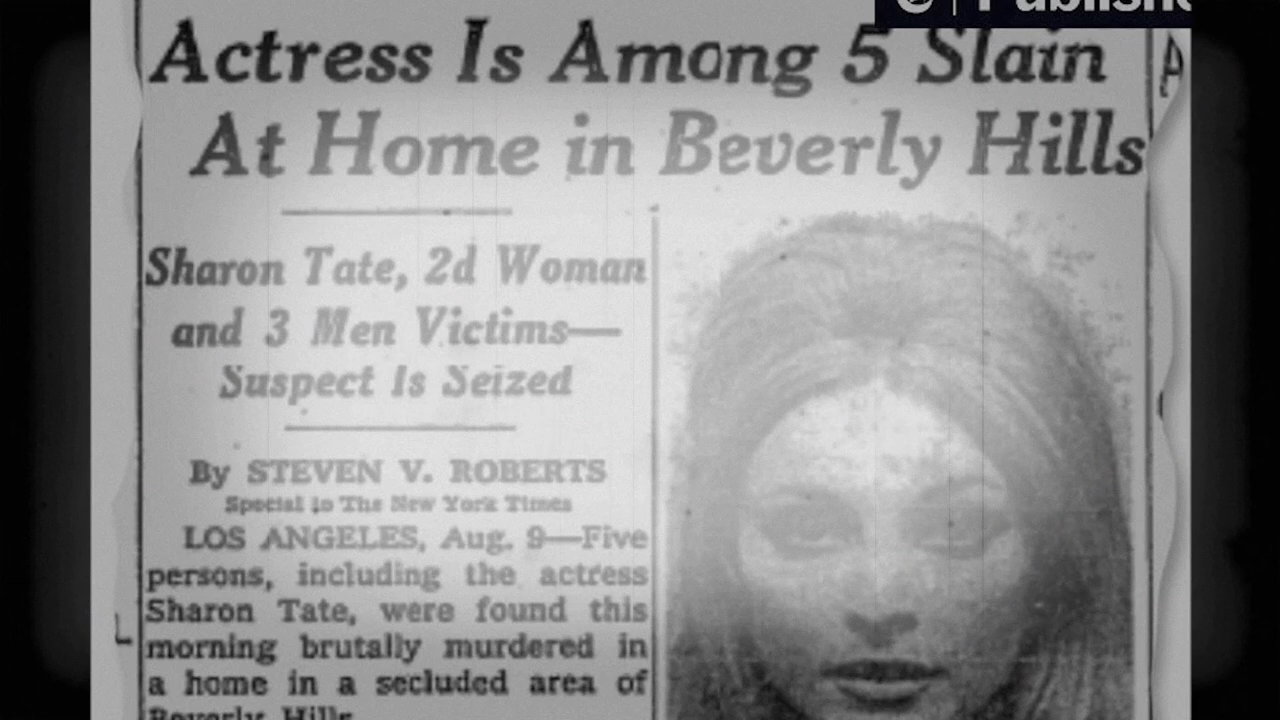 Actress Is Among 5 Slain
At Home in Beverly Hills
Sharon Tate, 2d Woman
and 3 Men Victims—
Suspect Is Seized
By STEVEN V. ROBERTS
Special to The New York Times
LOS ANGELES, Aug. 9—Five
persons, including the actress
Sharon Tate, were found this
morning brutally murdered in
a home in a secluded area of
Beverly Hills